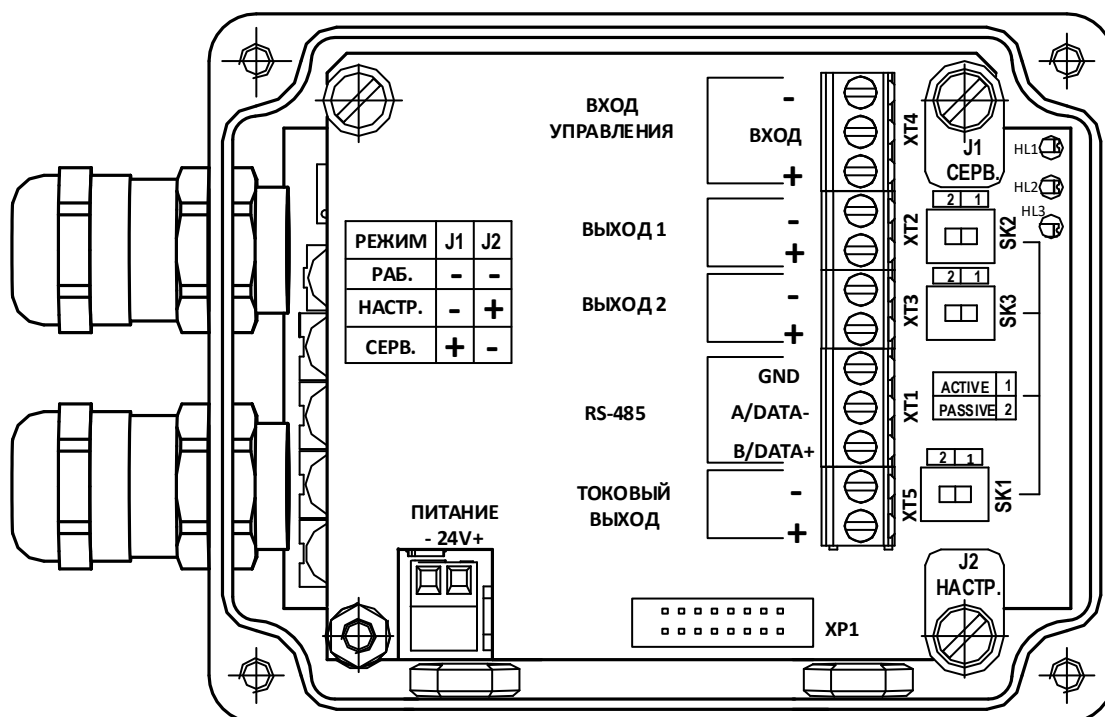 ВХОД
УПРАВЛЕНИЯ
-
ВХОД
+
XT4
J1
СЕРВ.
HL1
HL2
HL3
РЕЖИМ J1 J2
РАБ. - -
НАСТР. - +
СЕРВ. + -
ВЫХОД 1
-
+
XT2
2 1
SK2
ВЫХОД 2
-
+
XT3
2 1
SK3
RS-485
GND
A/DATA-
B/DATA+
XT1
ACTIVE 1
PASSIVE 2
ТОКОВЫЙ
ВЫХОД
-
+
XT5
2 1
SK1
ПИТАНИЕ
- 24V+
J2
НАСТР.
XP1